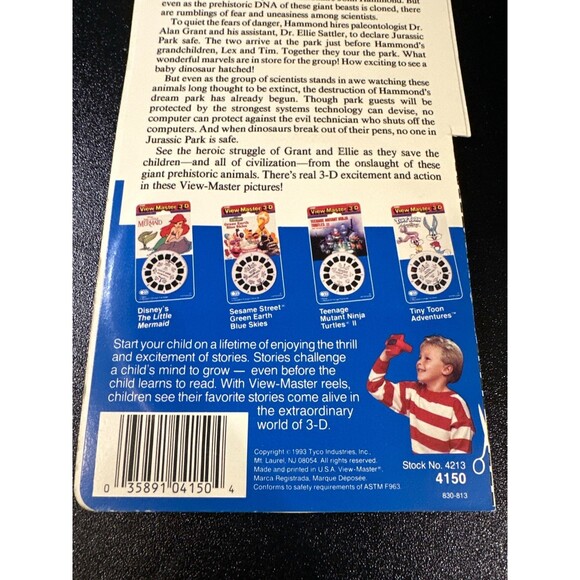 even as the prehistoric DNA of these giant beasts is cloned, there
are rumblings of fear and uneasiness among scientists.
To quiet the fears of danger, Hammond hires paleontologist Dr.
Alan Grant and his assistant, Dr. Ellie Sattler, to declare Jurassic
Park safe. The two arrive at the park just before Hammond's
grandchildren, Lex and Tim. Together they tour the park. What
wonderful marvels are in store for the group! How exciting to see a
baby dinosaur hatched!
But even as the group of scientists stands in awe watching these
animals long thought to be extinct, the destruction of Hammond's
dream park has already begun. Though park guests will be
protected by the strongest systems technology can devise, no
computer can protect against the evil technician who shuts off the
computers. And when dinosaurs break out of their pens, no one in
Jurassic Park is safe.
See the heroic struggle of Grant and Ellie as they save the
children—and all of civilization—from the onslaught of these
giant prehistoric animals. There's real 3-D excitement and action
in these View-Master pictures!
View-Master 3-D
View-Master 3-D
View-Master 3-D
View-Master 3-D
Disney's
The Little
Mermaid
Sesame Street
Green Earth
Blue Skies
Teenage
Mutant Ninja
Turtles II
Tiny Toon
Adventures
Start your child on a lifetime of enjoying the thrill
and excitement of stories. Stories challenge
a child's mind to grow — even before the
child learns to read. With View-Master reels,
children see their favorite stories come alive in
the extraordinary
world of 3-D.
Copyright ©1993 Tyco Industries, Inc.,
Mt. Laurel, NJ 08054. All rights reserved.
Made and printed in U.S.A. View-Master®
Marca Registrada, Marque Deposée.
Conforms to safety requirements of ASTM F963.
Stock No. 4213
4150
830-813
0 35891 04150 4